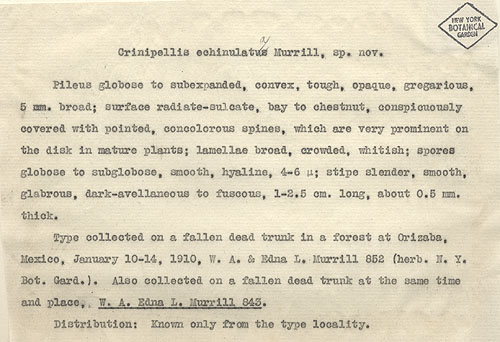 NEW YORK
BOTANICAL
GARDEN
a
Crinipellis echinulatus Murrill, sp. nov.
Pileus globose to subexpanded, convex, tough, opaque, gregarious,
5 mm. broad; surface radiate-sulcate, bay to chestnut, conspicuously
covered with pointed, concolorous spines, which are very prominent on
the disk in mature plants; lamellae broad, crowded, whitish; spores
globose to subglobose, smooth, hyaline, 4-6 µ; stipe slender, smooth,
glabrous, dark-avellaneous to fuscous, 1-2.5 cm. long, about 0.5 mm.
thick.
Type collected on a fallen dead trunk in a forest at Orizaba,
Mexico, January 10-14, 1910, W. A. & Edna L. Murrill 852 (herb. N. Y.
Bot. Gard.). Also collected on a fallen dead trunk at the same time
and place, W. A. Edna L. Murrill 843.
Distribution: Known only from the type locality.